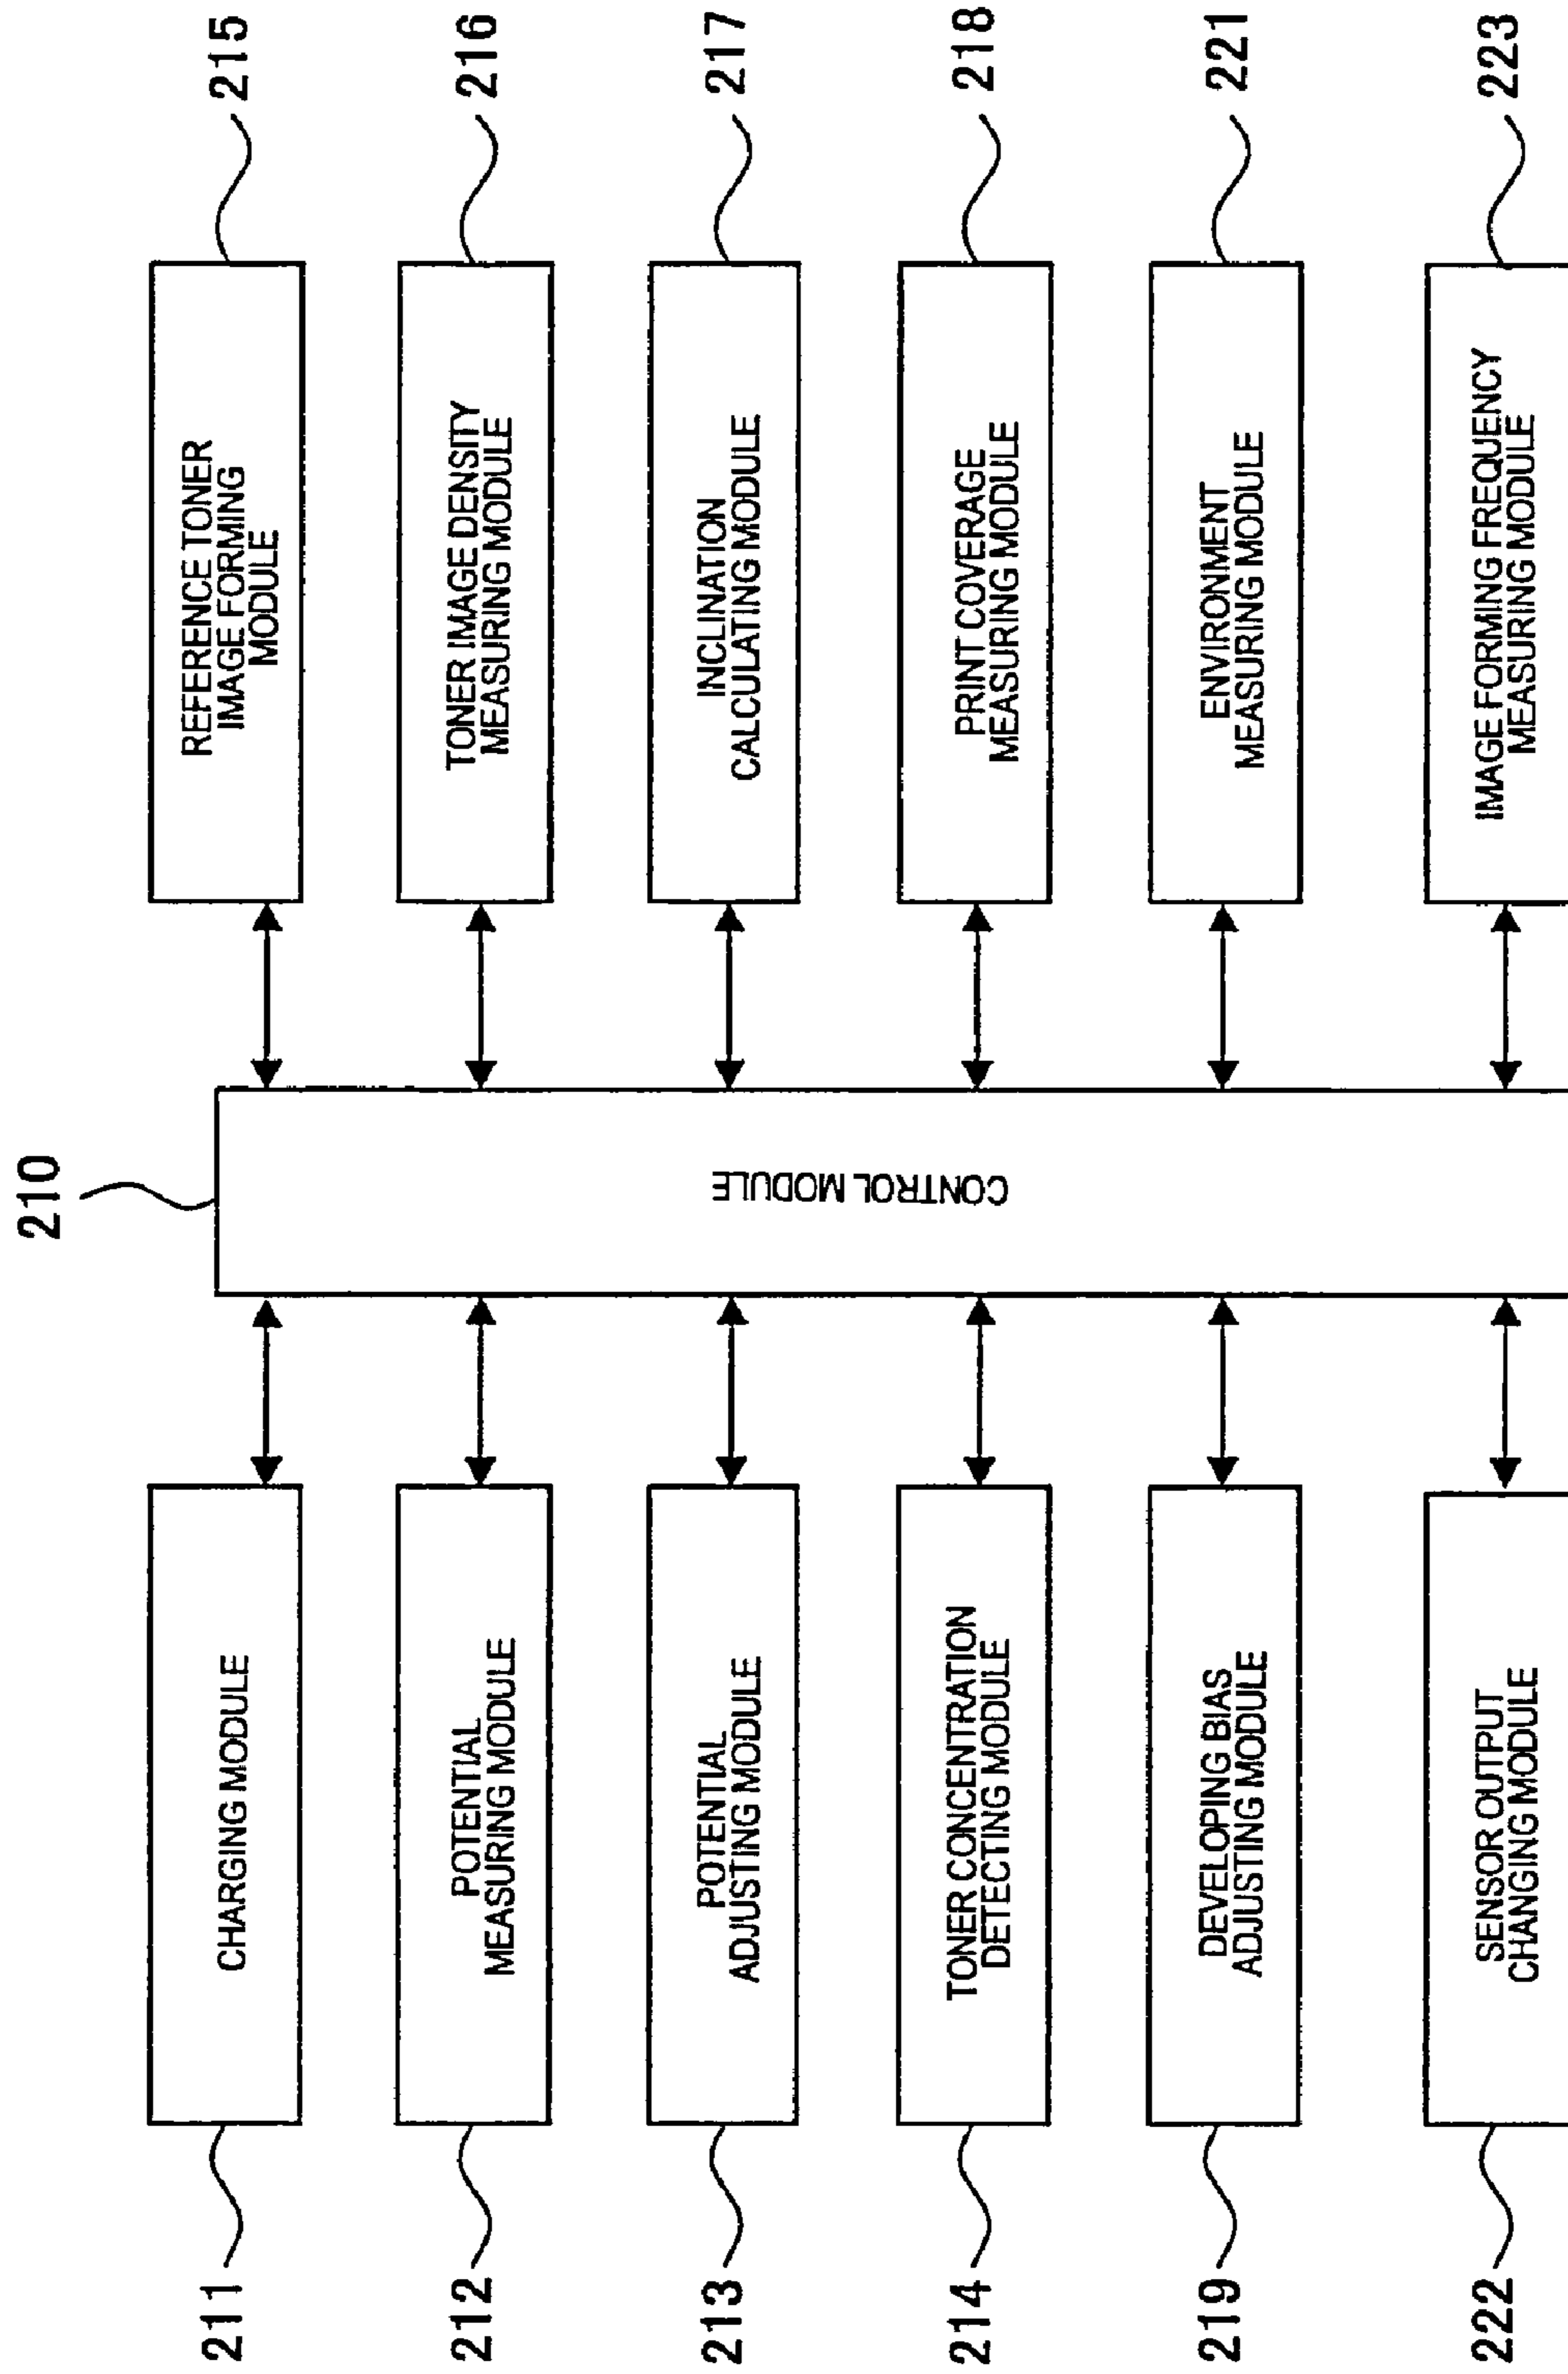 210
CONTROL MODULE
211
CHARGING MODULE
212
POTENTIAL
MEASURING MODULE
213
POTENTIAL
ADJUSTING MODULE
214
TONER CONCENTRATION
DETECTING MODULE
219
DEVELOPING BIAS
ADJUSTING MODULE
222
SENSOR OUTPUT
CHANGING MODULE
REFERENCE TONER
IMAGE FORMING
MODULE
215
TONER IMAGE DENSITY
MEASURING MODULE
216
INCLINATION
CALCULATING MODULE
217
PRINT COVERAGE
MEASURING MODULE
218
ENVIRONMENT
MEASURING MODULE
221
IMAGE FORMING FREQUENCY
MEASURING MODULE
223